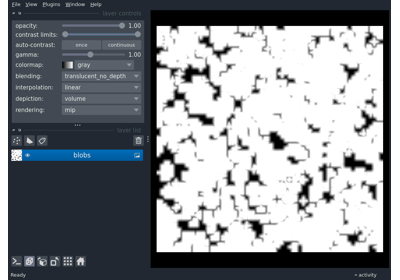 File View Plugins Window Help
layer controls
opacity: 1.00
contrast limits:
auto-contrast: once continuous
gamma: 1.00
colormap: gray
blending: translucent_no_depth
interpolation: linear
depiction: volume
rendering: mip
layer list
blobs
Ready activity